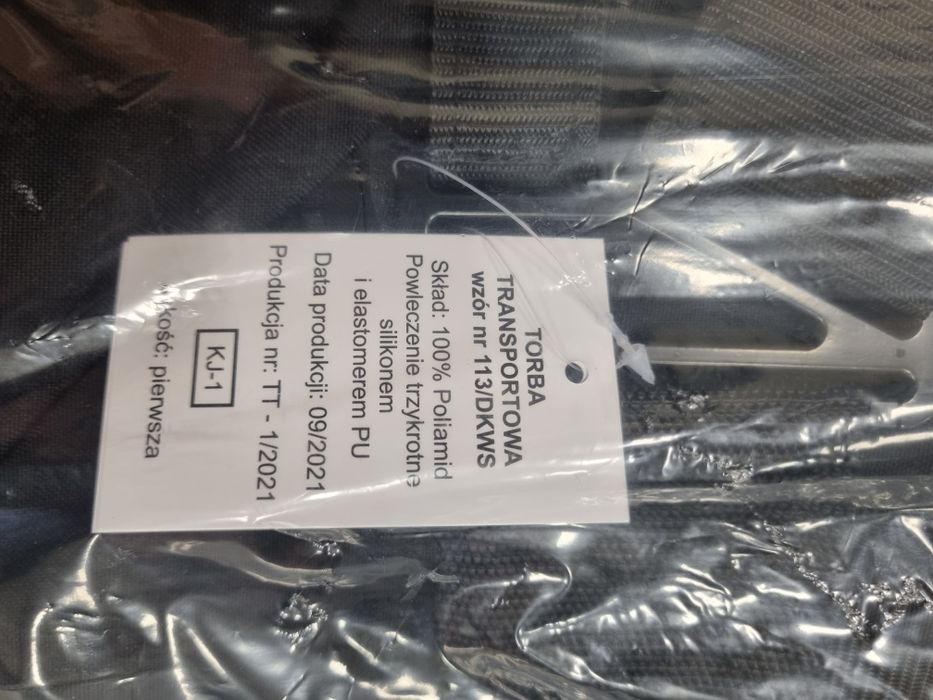 TORBA
TRANSPORTOWA
wzór nr 113/DKWS
Skład: 100% Poliamid
Powleczenie trzykrotne
silikonem
i elastomerem PU
Data produkcji: 09/2021
Produkcja nr: TT - 1/2021
KJ-1
pierwsza